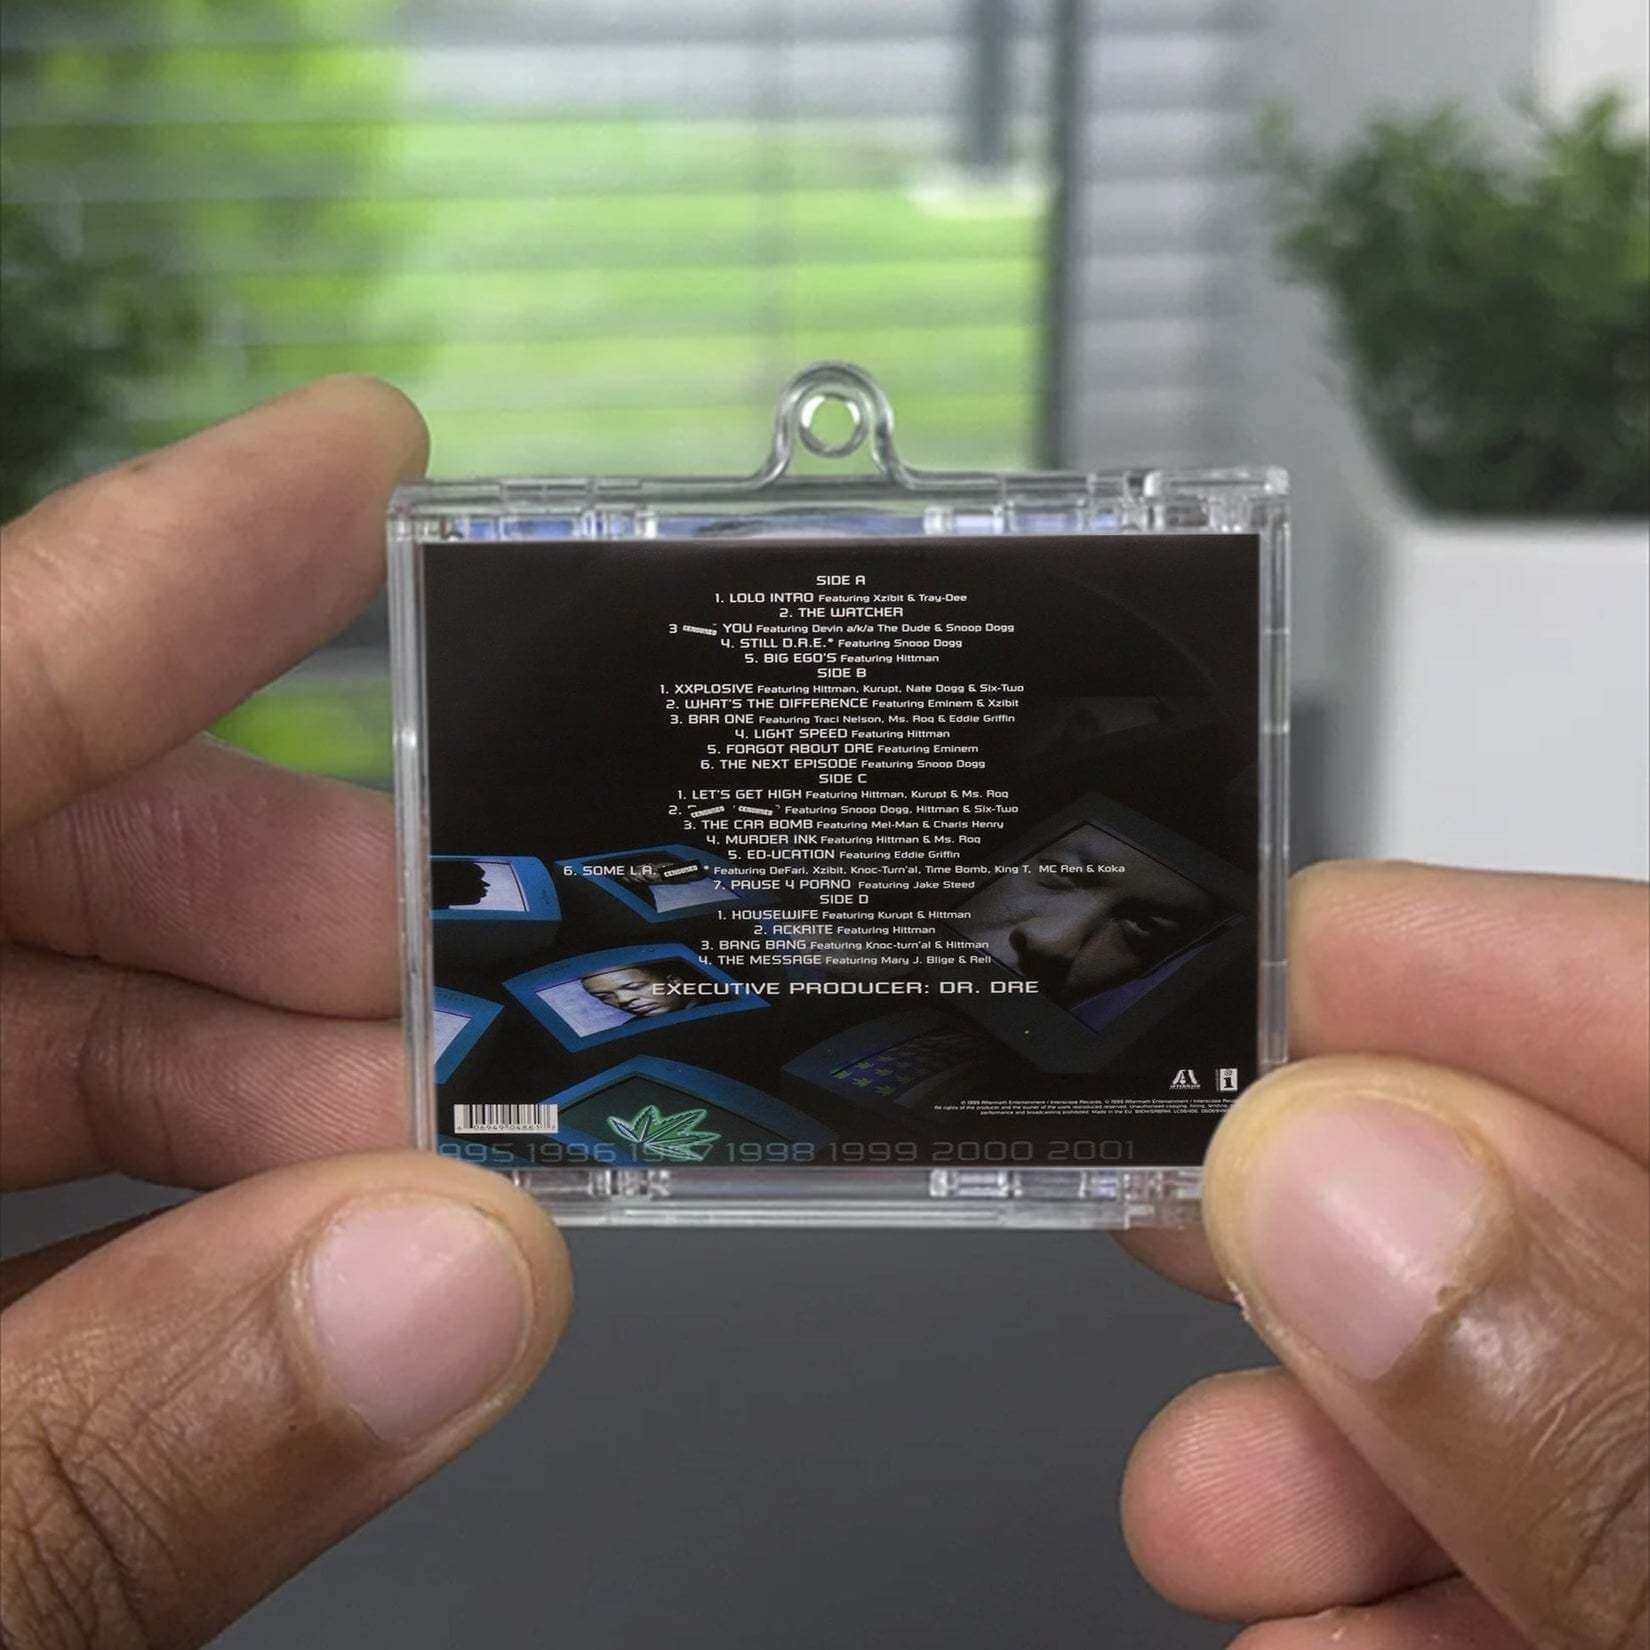 SIDE A
1. LOLO INTRO Featuring Xzibit & Tray-Dee
2. THE WATCHER
3 CENSORED YOU Featuring Devin a/k/a The Dude & Snoop Dogg
4. STILL D.R.E.* Featuring Snoop Dogg
5. BIG EGO'S Featuring Hittman
SIDE B
1. XXPLOSIVE Featuring Hittman, Kurupt, Nate Dogg & Six-Two
2. WHAT'S THE DIFFERENCE Featuring Eminem & Xzibit
3. BAR ONE Featuring Traci Nelson, Ms. Roq & Eddie Griffin
4. LIGHT SPEED Featuring Hittman
5. FORGOT ABOUT DRE Featuring Eminem
6. THE NEXT EPISODE Featuring Snoop Dogg
SIDE C
1. LET'S GET HIGH Featuring Hittman, Kurupt & Ms. Roq
2. CENSORED CENSORED Featuring Snoop Dogg, Hittman & Six-Two
3. THE CAR BOMB Featuring Mel-Man & Charis Henry
4. MURDER INK Featuring Hittman & Ms. Roq
5. ED-UCATION Featuring Eddie Griffin
6. SOME L.A. CENSORED * Featuring DeFari, Xzibit, Knoc-Turn'al, Time Bomb, King T, MC Ren & Koka
7. PAUSE 4 PORNO Featuring Jake Steed
SIDE D
1. HOUSEWIFE Featuring Kurupt & Hittman
2. ACKRITE Featuring Hittman
3. BANG BANG Featuring Knoc-turn'al & Hittman
4. THE MESSAGE Featuring Mary J. Blige & Rell
EXECUTIVE PRODUCER: DR. DRE
995 1996 1997 1998 1999 2000 2001